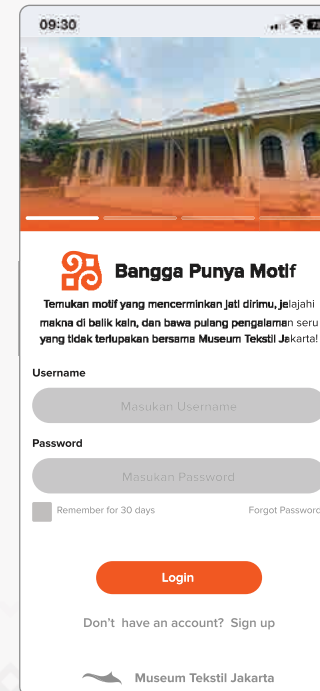 09:30
Bangga Punya Motif
Temukan motif yang mencerminkan jati dirimu, jelajahi
makna di balik kain, dan bawa pulang pengalaman seru
yang tidak terlupakan bersama Museum Tekstil Jakarta!
Username
Masukan Username
Password
Masukan Password
Remember for 30 days Forgot Password
Login
Don't have an account? Sign up
Museum Tekstil Jakarta